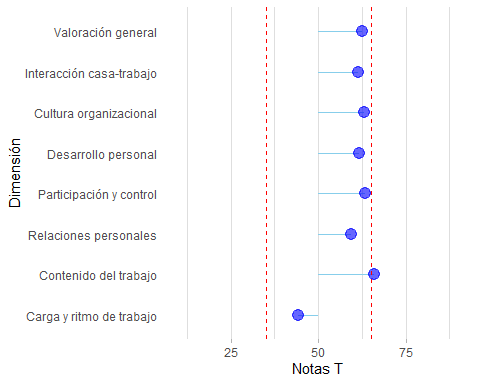 Valoración general
Interacción casa-trabajo
Cultura organizacional
Desarrollo personal
Participación y control
Relaciones personales
Contenido del trabajo
Carga y ritmo de trabajo
Dimensión
25 50 75
Notas T